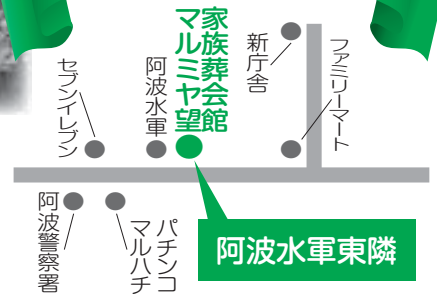 家族葬会館
マルミヤ望
新庁舎
ファミリーマート
阿波水軍
セブンイレブン
阿波水軍東隣
パチンコ
マルハチ
阿波警察署